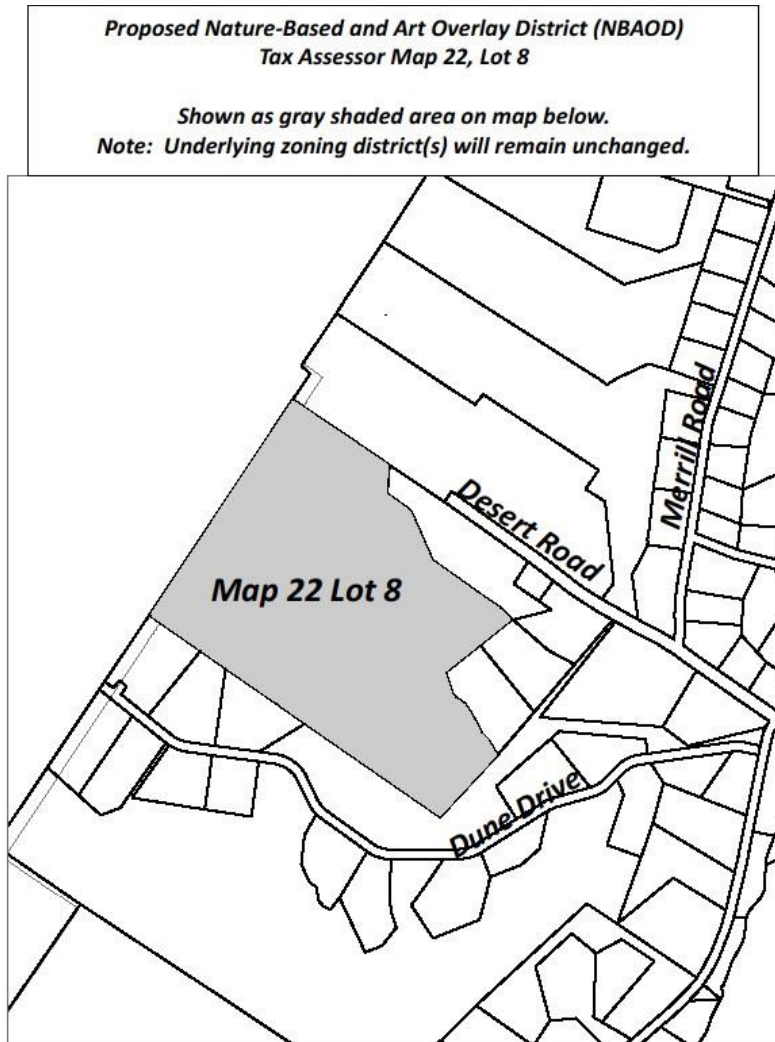 Proposed Nature-Based and Art Overlay District (NBAOD)
Tax Assessor Map 22, Lot 8
Shown as gray shaded area on map below.
Note: Underlying zoning district(s) will remain unchanged.
Merrill Road
Desert Road
Map 22 Lot 8
Dune Drive